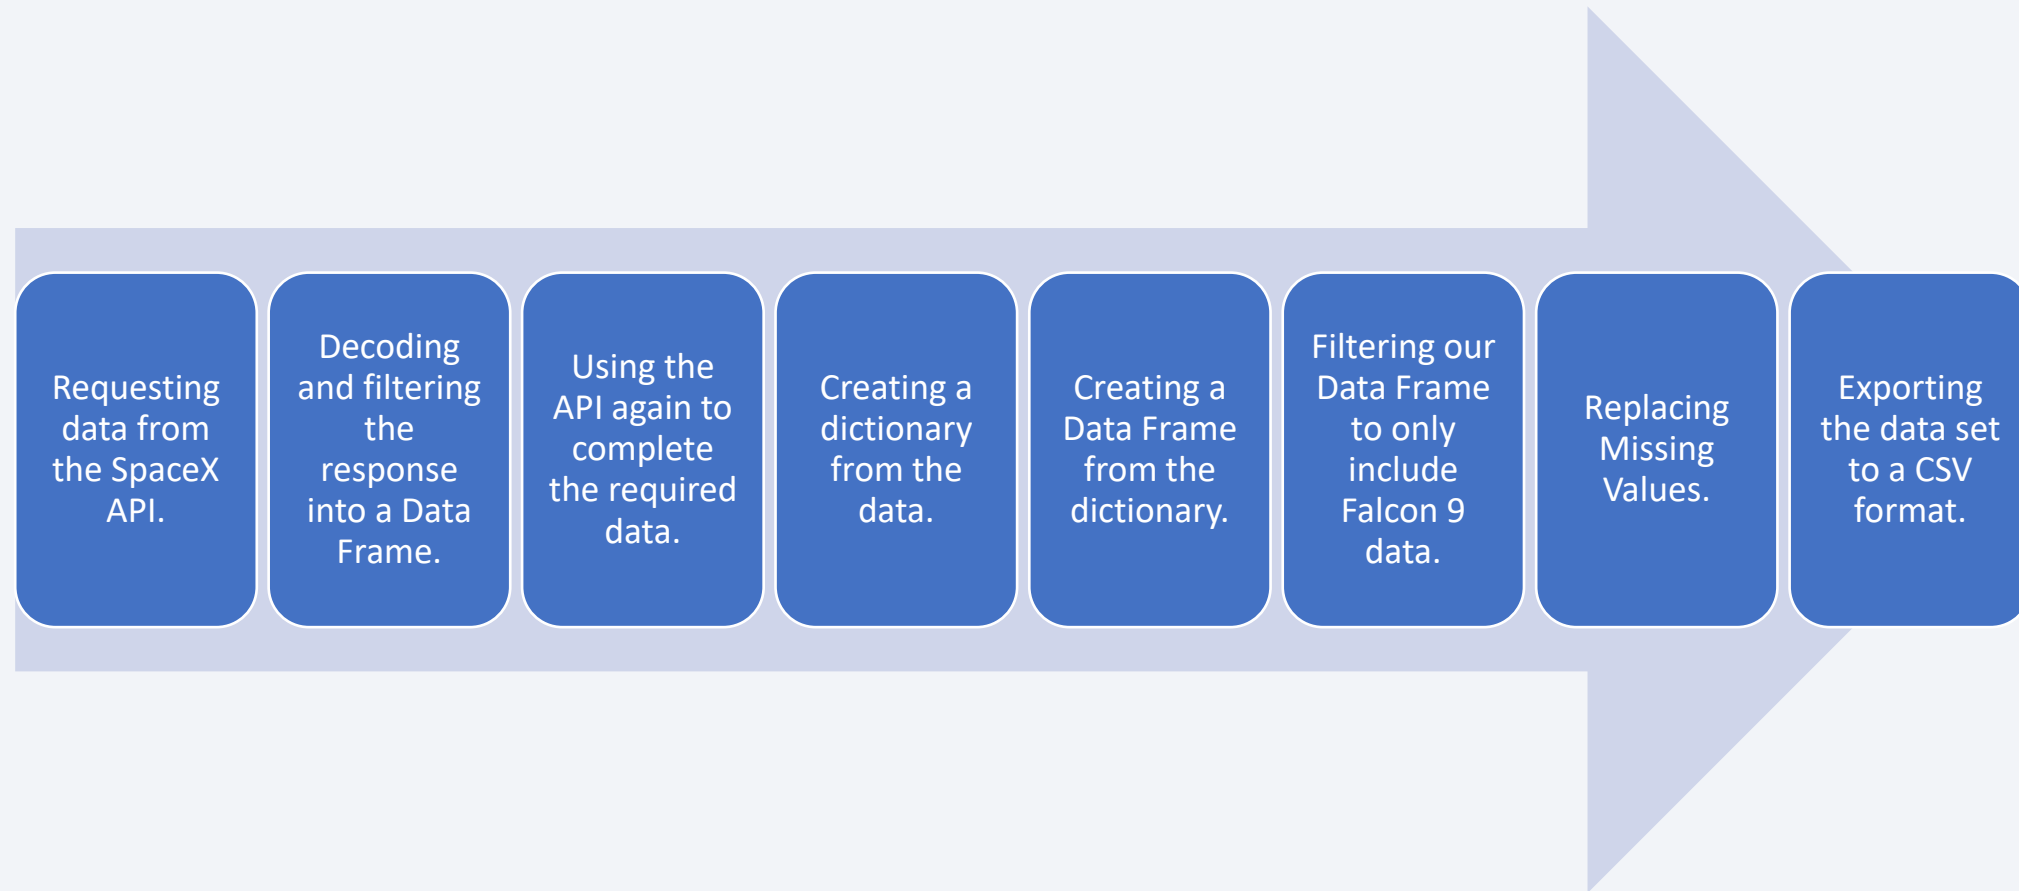 Requesting
data from
the SpaceX
API.
Decoding
and filtering
the
response
into a Data
Frame.
Using the
API again to
complete
the required
data.
Creating a
dictionary
from the
data.
Creating a
Data Frame
from the
dictionary.
Filtering our
Data Frame
to only
include
Falcon 9
data.
Replacing
Missing
Values.
Exporting
the data set
to a CSV
format.